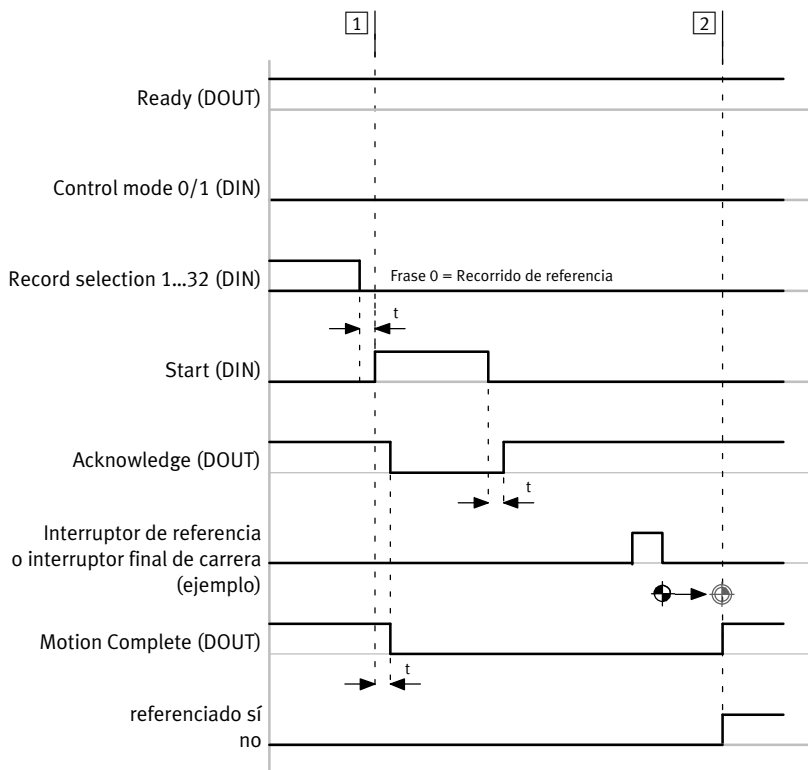 1 2
Ready (DOUT)
Control mode 0/1 (DIN)
Record selection 1...32 (DIN)
Frase 0 = Recorrido de referencia
t
Start (DIN)
Acknowledge (DOUT)
t
Interruptor de referencia
o interruptor final de carrera
(ejemplo)
Motion Complete (DOUT)
t
referenciado sí
no